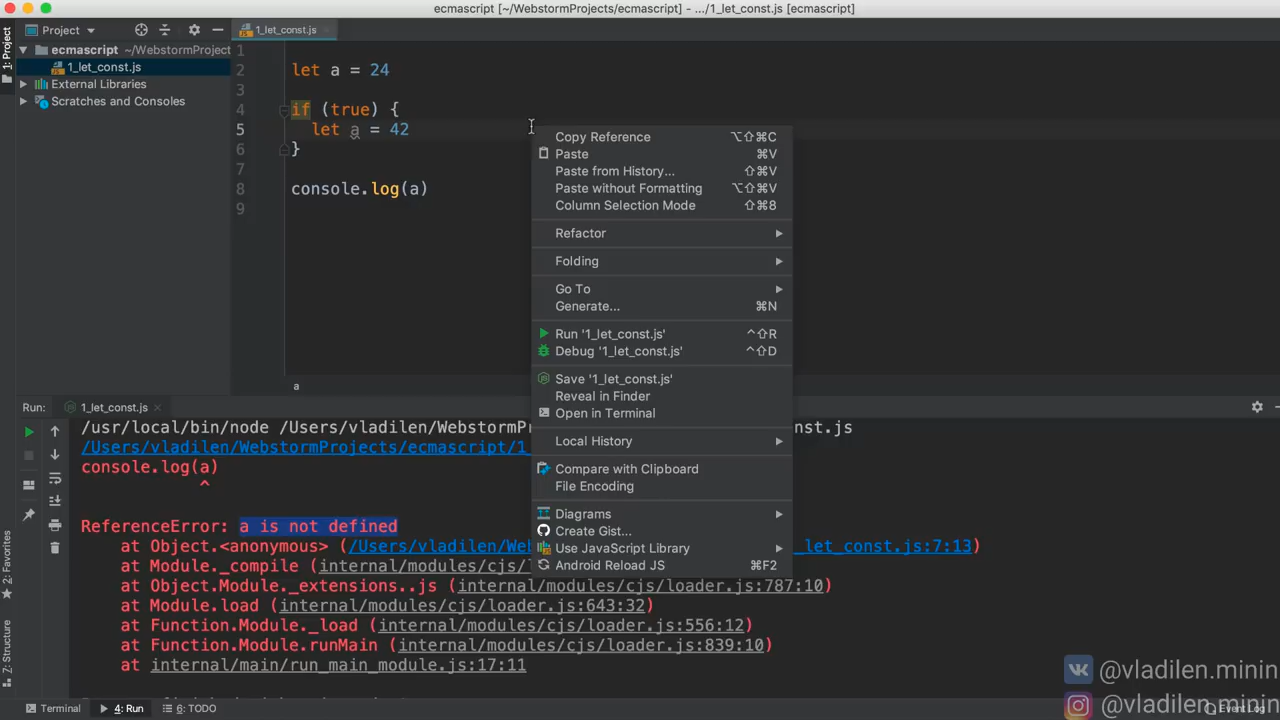 ecmascript [~/WebstormProjects/ecmascript] - .../1_let_const.js [ecmascript]
Project
1_let_const.js
1: Project
ecmascript ~/WebstormProject
1_let_const.js
External Libraries
Scratches and Consoles
1
2 let a = 24
3
4 if (true) {
5 let a = 42
6 }
7
8 console.log(a)
9
a
Copy Reference ⌥⇧⌘C
Paste ⌘V
Paste from History... ⇧⌘V
Paste without Formatting ⌥⇧⌘V
Column Selection Mode ⇧⌘8
Refactor
Folding
Go To
Generate... ⌘N
Run '1_let_const.js' ^⇧R
Debug '1_let_const.js' ^⇧D
Save '1_let_const.js'
Reveal in Finder
Open in Terminal
Local History
Compare with Clipboard
File Encoding
Diagrams
Create Gist...
Use JavaScript Library
Android Reload JS ⌘F2
Run: 1_let_const.js
/usr/local/bin/node /Users/vladilen/WebstormPr nst.js
/Users/vladilen/WebstormProjects/ecmascript/1_
console.log(a)
^
ReferenceError: a is not defined
at Object.<anonymous> (/Users/vladilen/We _let_const.js:7:13)
at Module._compile (internal/modules/cjs/l
at Object.Module._extensions..js (internal/modules/cjs/loader.js:787:10)
at Module.load (internal/modules/cjs/loader.js:643:32)
at Function.Module._load (internal/modules/cjs/loader.js:556:12)
at Function.Module.runMain (internal/modules/cjs/loader.js:839:10)
at internal/main/run_main_module.js:17:11
2: Favorites
Z: Structure
Terminal
4: Run
6: TODO
Event Log
@vladilen.minin
@vladilen.minin